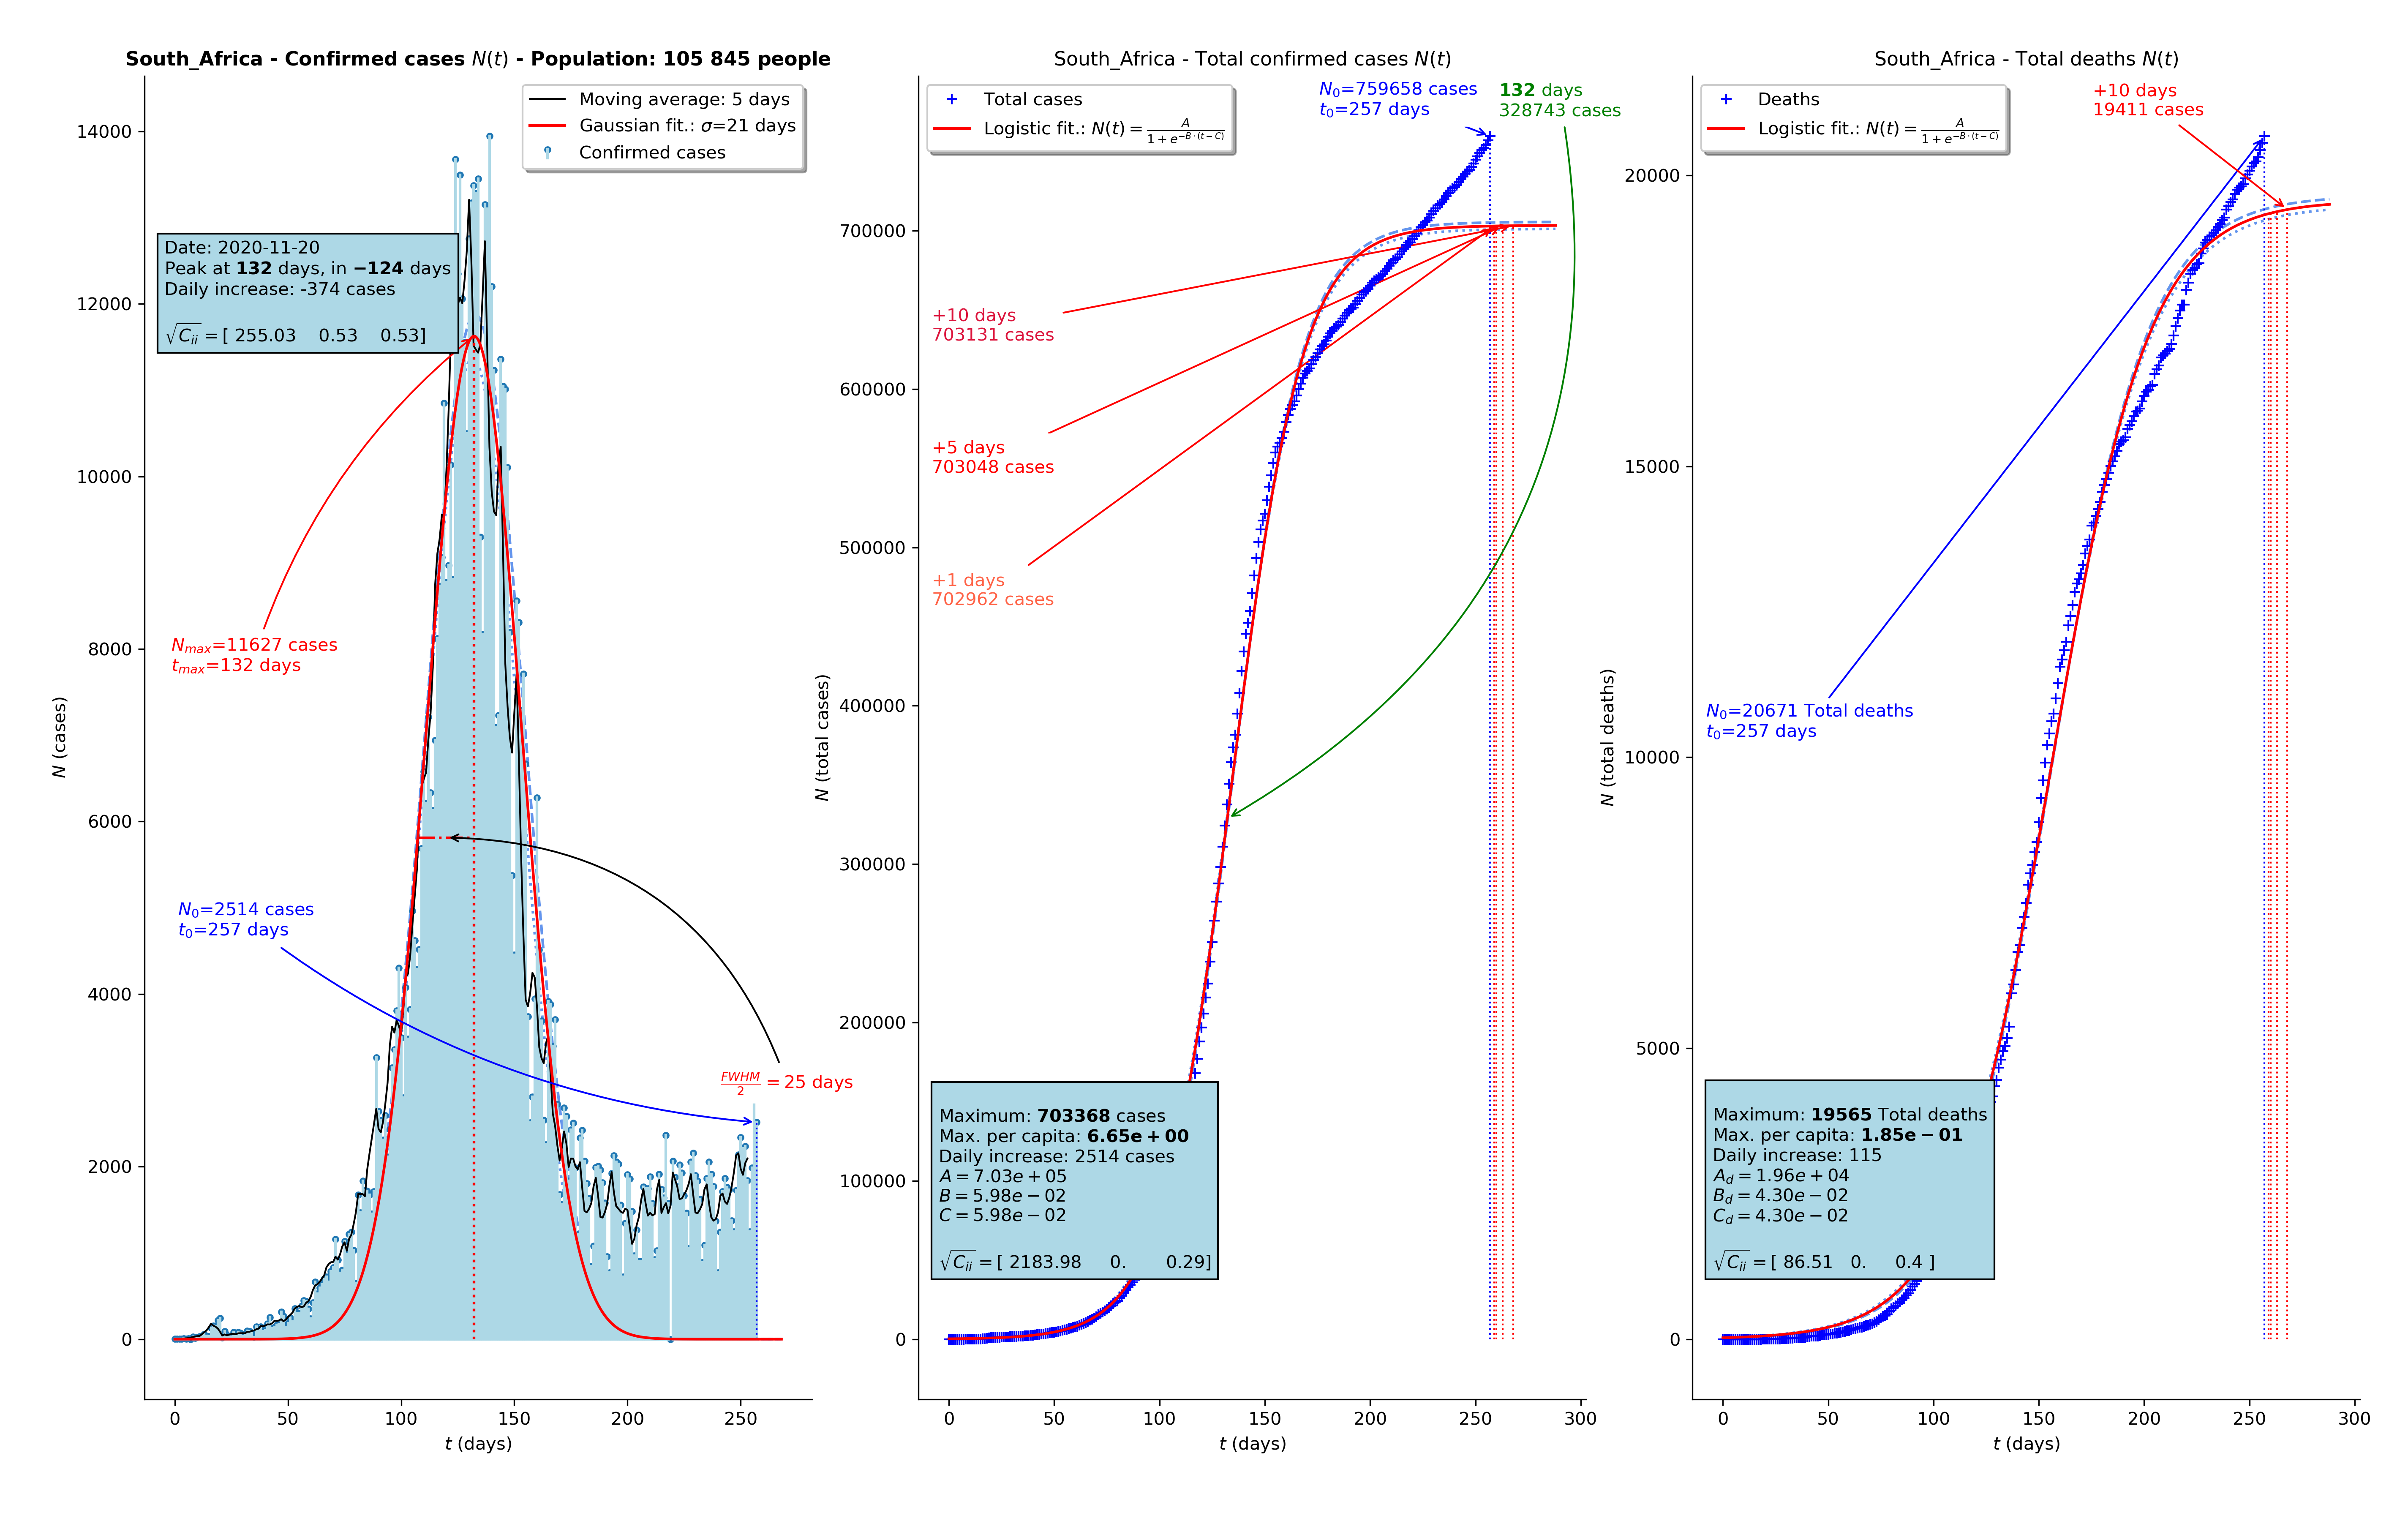 South_Africa - Confirmed cases N(t) - Population: 105 845 people
Moving average: 5 days
Gaussian fit.: σ=21 days
Confirmed cases
Date: 2020-11-20
Peak at 132 days, in −124 days
Daily increase: -374 cases
√Cii = [ 255.03 0.53 0.53]
Nmax=11627 cases
tmax=132 days
N0=2514 cases
t0=257 days
FWHM/2 = 25 days
14000
12000
10000
8000
6000
4000
2000
0
N (cases)
0 50 100 150 200 250
t (days)
South_Africa - Total confirmed cases N(t)
Total cases
Logistic fit.: N(t) = A/(1 + e^(−B·(t−C)))
N0=759658 cases
t0=257 days
132 days
328743 cases
+10 days
703131 cases
+5 days
703048 cases
+1 days
702962 cases
Maximum: 703368 cases
Max. per capita: 6.65e + 00
Daily increase: 2514 cases
A = 7.03e + 05
B = 5.98e − 02
C = 5.98e − 02
√Cii = [ 2183.98 0. 0.29]
700000
600000
500000
400000
300000
200000
100000
0
N (total cases)
0 50 100 150 200 250 300
t (days)
South_Africa - Total deaths N(t)
Deaths
Logistic fit.: N(t) = A/(1 + e^(−B·(t−C)))
+10 days
19411 cases
N0=20671 Total deaths
t0=257 days
Maximum: 19565 Total deaths
Max. per capita: 1.85e − 01
Daily increase: 115
Ad = 1.96e + 04
Bd = 4.30e − 02
Cd = 4.30e − 02
√Cii = [ 86.51 0. 0.4 ]
20000
15000
10000
5000
0
N (total deaths)
0 50 100 150 200 250 300
t (days)